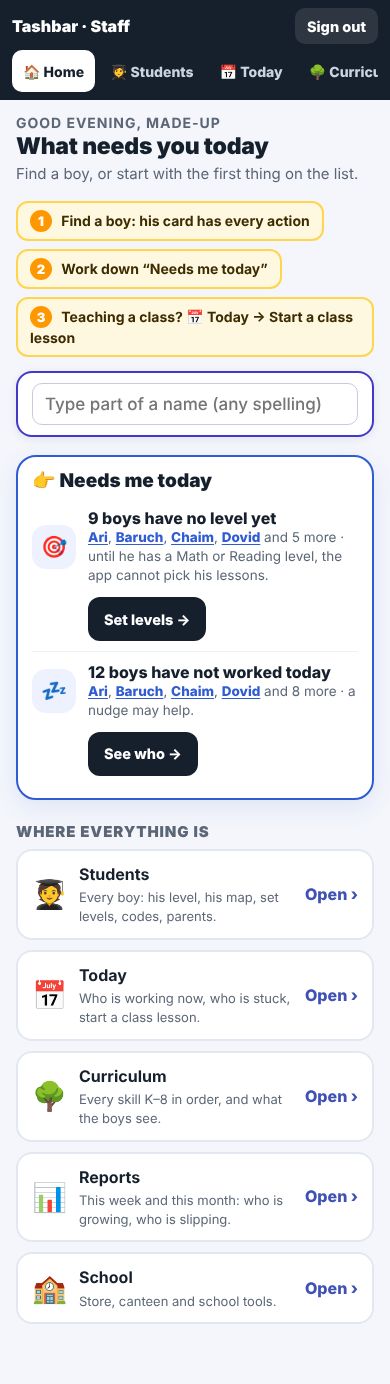 Tashbar · Staff
Sign out
🏠 Home
👩‍🎓 Students
📅 Today
🌳 Curricu
GOOD EVENING, MADE-UP
What needs you today
Find a boy, or start with the first thing on the list.
1 Find a boy: his card has every action
2 Work down “Needs me today”
3 Teaching a class? 📅 Today → Start a class
lesson
Type part of a name (any spelling)
👉 Needs me today
9 boys have no level yet
Ari, Baruch, Chaim, Dovid and 5 more ·
until he has a Math or Reading level, the
app cannot pick his lessons.
Set levels →
12 boys have not worked today
Ari, Baruch, Chaim, Dovid and 8 more · a
nudge may help.
See who →
WHERE EVERYTHING IS
Students
Every boy: his level, his map, set
levels, codes, parents.
Open ›
Today
Who is working now, who is stuck,
start a class lesson.
Open ›
Curriculum
Every skill K–8 in order, and what
the boys see.
Open ›
Reports
This week and this month: who is
growing, who is slipping.
Open ›
School
Store, canteen and school tools.
Open ›